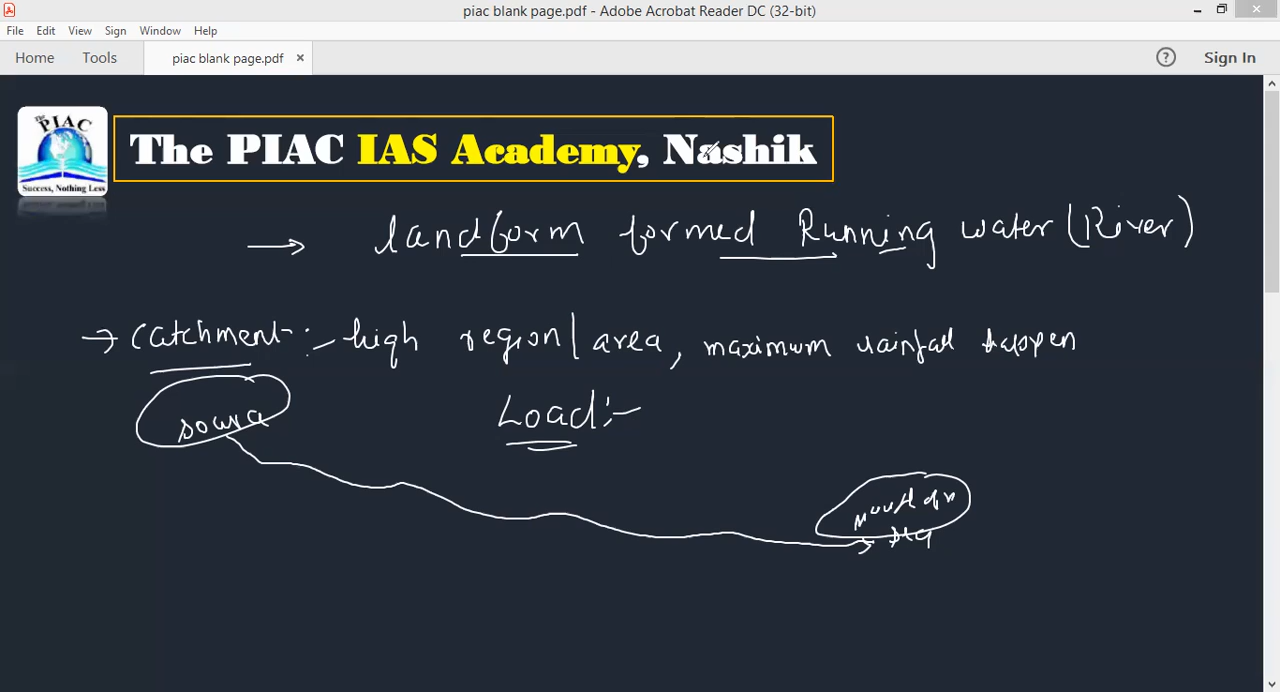 piac blank page.pdf - Adobe Acrobat Reader DC (32-bit)
File Edit View Sign Window Help
Home Tools piac blank page.pdf × ? Sign In
The PIAC
Success, Nothing Less
The PIAC IAS Academy, Nashik
→ landform formed Running water (River)
→ Catchment :- high region/area, maximum rainfall happen
Load :-
mouth of